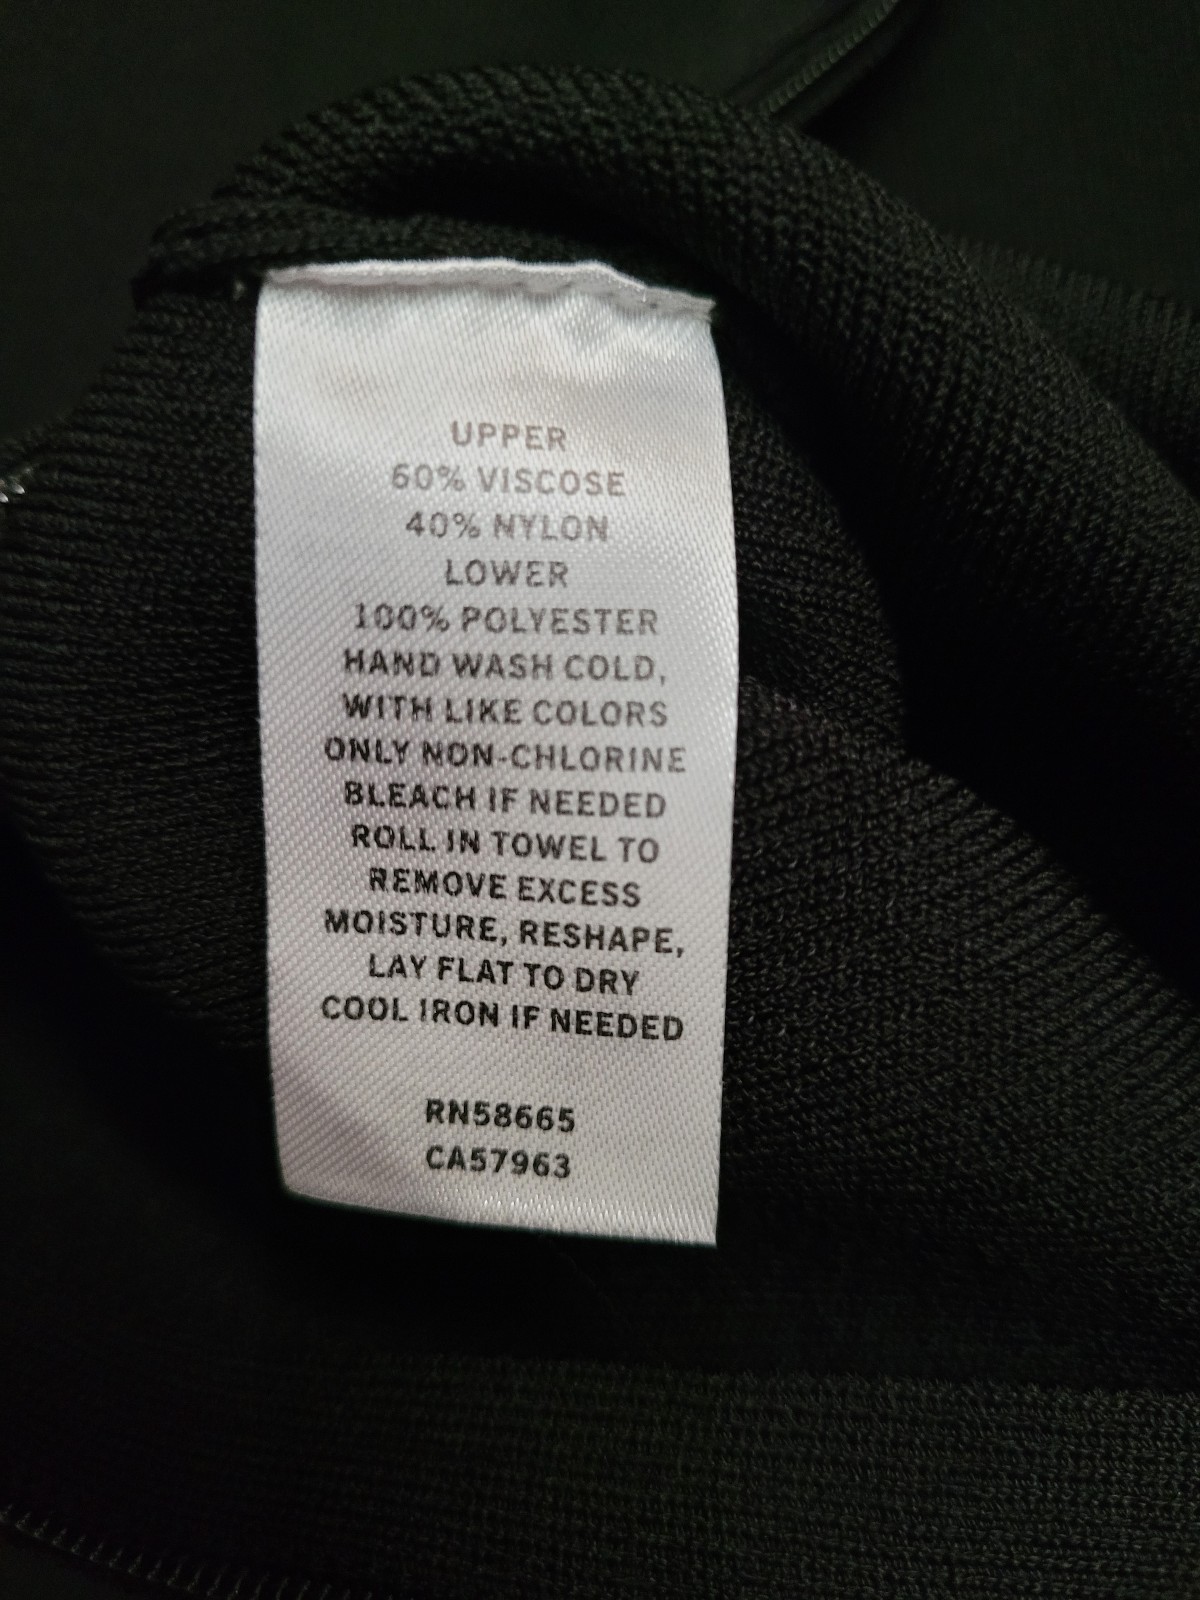 UPPER
60% VISCOSE
40% NYLON
LOWER
100% POLYESTER
HAND WASH COLD,
WITH LIKE COLORS
ONLY NON-CHLORINE
BLEACH IF NEEDED
ROLL IN TOWEL TO
REMOVE EXCESS
MOISTURE, RESHAPE,
LAY FLAT TO DRY
COOL IRON IF NEEDED
RN58665
CA57963